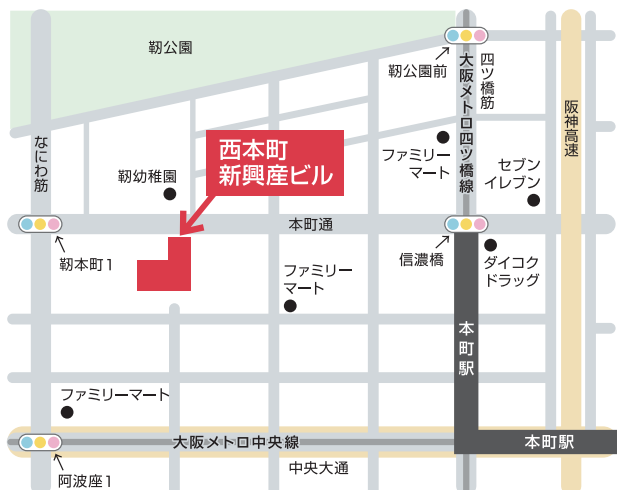 靭公園
靭公園前
四ツ橋筋
大阪メトロ四ツ橋線
阪神高速
なにわ筋
西本町
新興産ビル
ファミリー
マート
セブン
イレブン
靭幼稚園
本町通
靭本町1
信濃橋
ダイコク
ドラッグ
ファミリー
マート
本町駅
ファミリーマート
大阪メトロ中央線
本町駅
中央大通
阿波座1